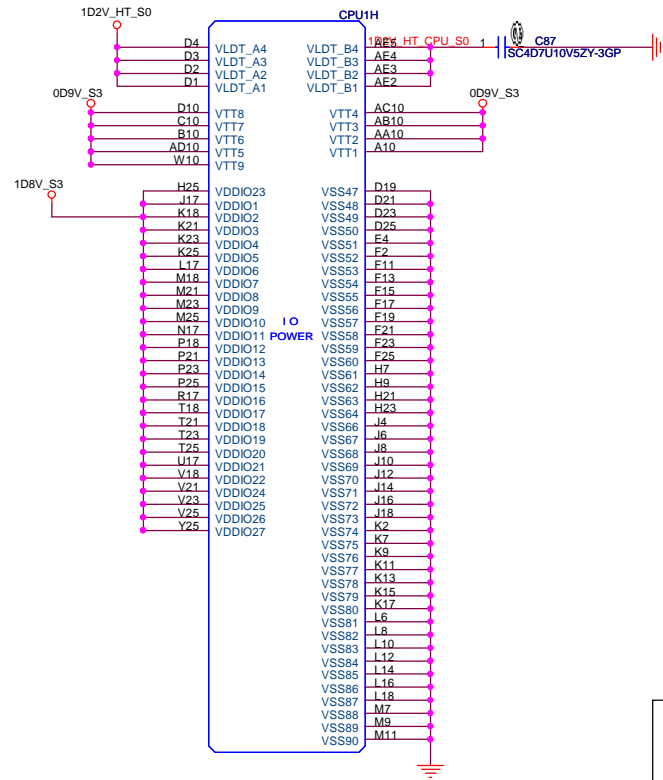 CPU1H
1D2V_HT_S0
D4 VLDT_A4 VLDT_B4 AE5 1D2V_HT_CPU_S0 1 C87
D3 VLDT_A3 VLDT_B3 AE4 SC4D7U10V5ZY-3GP
D2 VLDT_A2 VLDT_B2 AE3
D1 VLDT_A1 VLDT_B1 AE2
0D9V_S3 0D9V_S3
D10 VTT8 VTT4 AC10
C10 VTT7 VTT3 AB10
B10 VTT6 VTT2 AA10
AD10 VTT5 VTT1 A10
W10 VTT9
1D8V_S3
H25 VDDIO23 VSS47 D19
J17 VDDIO1 VSS48 D21
K18 VDDIO2 VSS49 D23
K21 VDDIO3 VSS50 D25
K23 VDDIO4 VSS51 E4
K25 VDDIO5 VSS52 F2
L17 VDDIO6 VSS53 F11
M18 VDDIO7 VSS54 F13
M21 VDDIO8 VSS55 F15
M23 VDDIO9 VSS56 F17
M25 VDDIO10 VSS57 F19
N17 VDDIO11 VSS58 F21
P18 VDDIO12 VSS59 F23
P21 VDDIO13 VSS60 F25
P23 VDDIO14 VSS61 H7
P25 VDDIO15 VSS62 H9
R17 VDDIO16 VSS63 H21
T18 VDDIO17 VSS64 H23
T21 VDDIO18 VSS66 J4
T23 VDDIO19 VSS67 J6
T25 VDDIO20 VSS68 J8
U17 VDDIO21 VSS69 J10
V18 VDDIO22 VSS70 J12
V21 VDDIO24 VSS71 J14
V23 VDDIO25 VSS72 J16
V25 VDDIO26 VSS73 J18
Y25 VDDIO27 VSS74 K2
I O
POWER
VSS75 K7
VSS76 K9
VSS77 K11
VSS78 K13
VSS79 K15
VSS80 K17
VSS81 L6
VSS82 L8
VSS83 L10
VSS84 L12
VSS85 L14
VSS86 L16
VSS87 L18
VSS88 M7
VSS89 M9
VSS90 M11